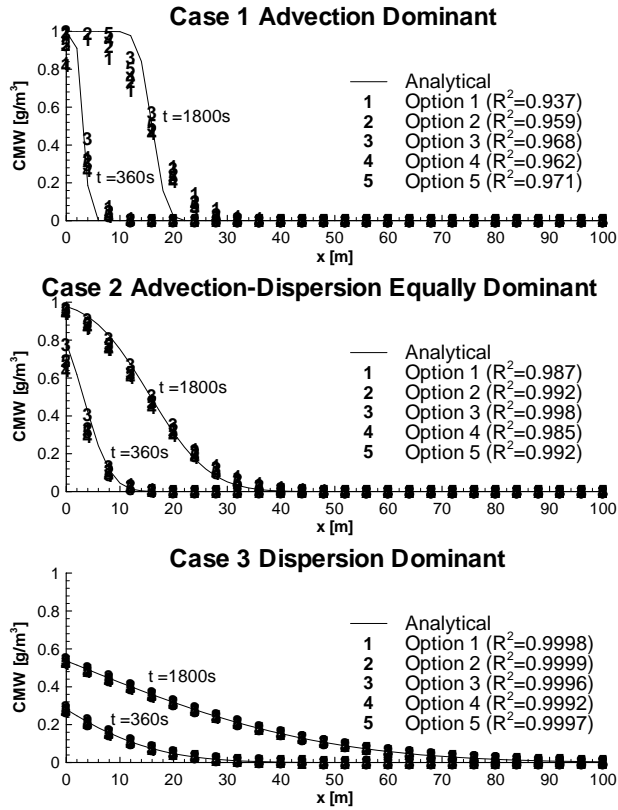 Case 1 Advection Dominant
1
0.8
0.6
0.4
0.2
0
CMW [g/m³]
t =1800s
t =360s
Analytical
1 Option 1 (R²=0.937)
2 Option 2 (R²=0.959)
3 Option 3 (R²=0.968)
4 Option 4 (R²=0.962)
5 Option 5 (R²=0.971)
0 10 20 30 40 50 60 70 80 90 100
x [m]
Case 2 Advection-Dispersion Equally Dominant
1
0.8
0.6
0.4
0.2
0
CMW [g/m³]
t =1800s
t =360s
Analytical
1 Option 1 (R²=0.987)
2 Option 2 (R²=0.992)
3 Option 3 (R²=0.998)
4 Option 4 (R²=0.985)
5 Option 5 (R²=0.992)
0 10 20 30 40 50 60 70 80 90 100
x [m]
Case 3 Dispersion Dominant
1
0.8
0.6
0.4
0.2
0
CMW [g/m³]
t =1800s
t =360s
Analytical
1 Option 1 (R²=0.9998)
2 Option 2 (R²=0.9999)
3 Option 3 (R²=0.9996)
4 Option 4 (R²=0.9992)
5 Option 5 (R²=0.9997)
0 10 20 30 40 50 60 70 80 90 100
x [m]